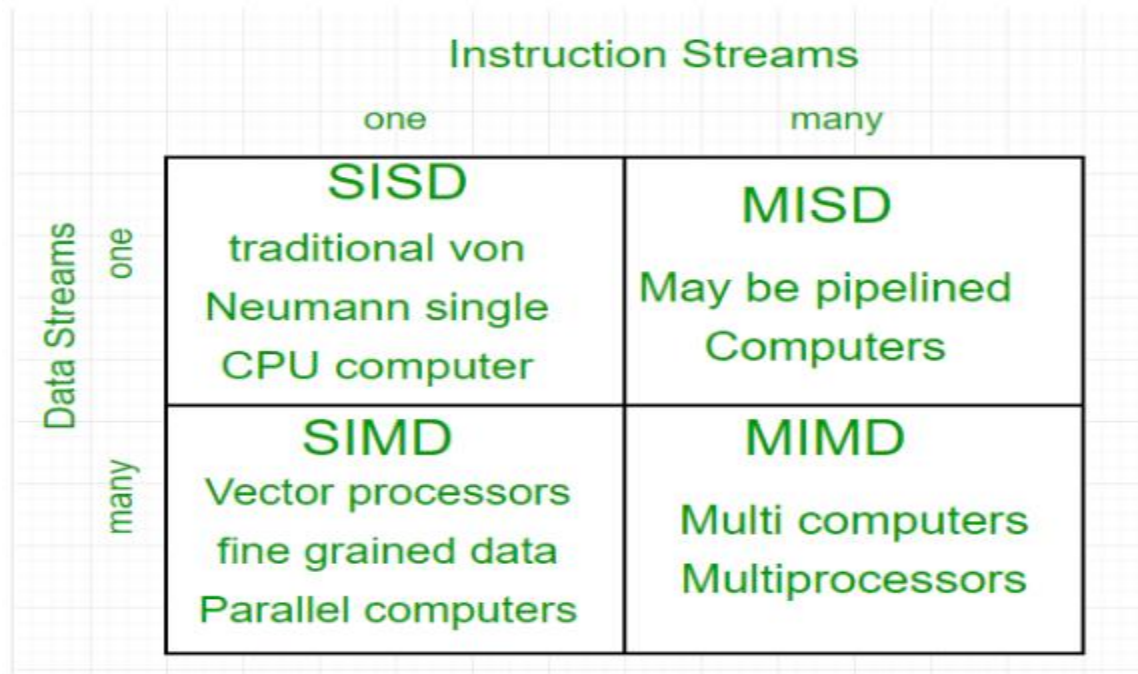 Instruction Streams
one
many
Data Streams
one
SISD
traditional von
Neumann single
CPU computer
MISD
May be pipelined
Computers
many
SIMD
Vector processors
fine grained data
Parallel computers
MIMD
Multi computers
Multiprocessors